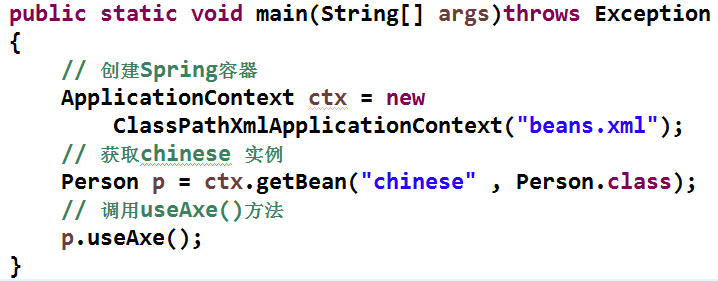 public static void main(String[] args)throws Exception
{
// 创建Spring容器
ApplicationContext ctx = new
ClassPathXmlApplicationContext("beans.xml");
// 获取chinese 实例
Person p = ctx.getBean("chinese" , Person.class);
// 调用useAxe()方法
p.useAxe();
}